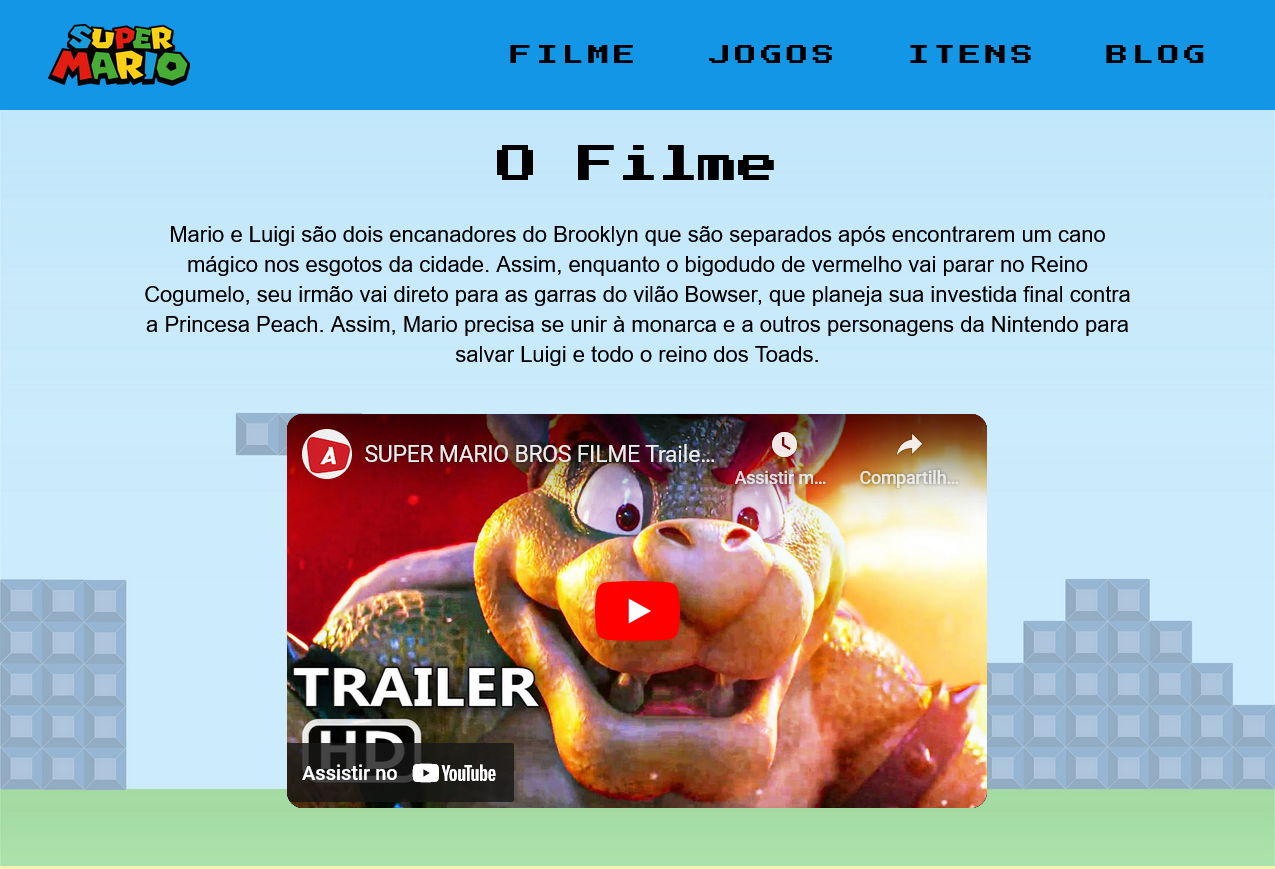 SUPER
MARIO
FILME JOGOS ITENS BLOG
O Filme
Mario e Luigi são dois encanadores do Brooklyn que são separados após encontrarem um cano
mágico nos esgotos da cidade. Assim, enquanto o bigodudo de vermelho vai parar no Reino
Cogumelo, seu irmão vai direto para as garras do vilão Bowser, que planeja sua investida final contra
a Princesa Peach. Assim, Mario precisa se unir à monarca e a outros personagens da Nintendo para
salvar Luigi e todo o reino dos Toads.
A
SUPER MARIO BROS FILME Traile...
Assistir m...
Compartilh...
TRAILER
HD
Assistir no YouTube